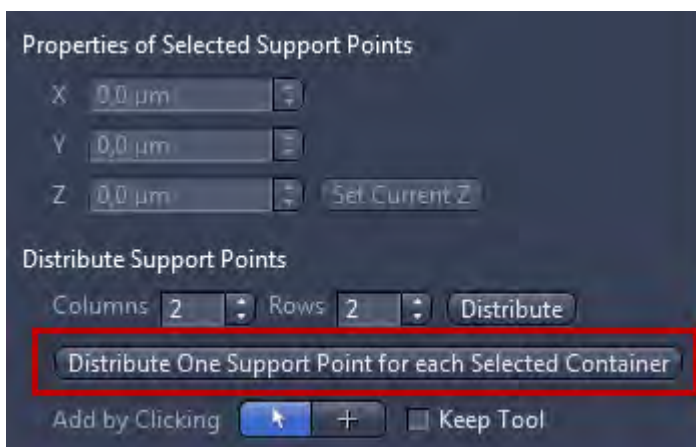 Properties of Selected Support Points
X 0,0 µm
Y 0,0 µm
Z 0,0 µm Set Current Z
Distribute Support Points
Columns 2 Rows 2 Distribute
Distribute One Support Point for each Selected Container
Add by Clicking Keep Tool